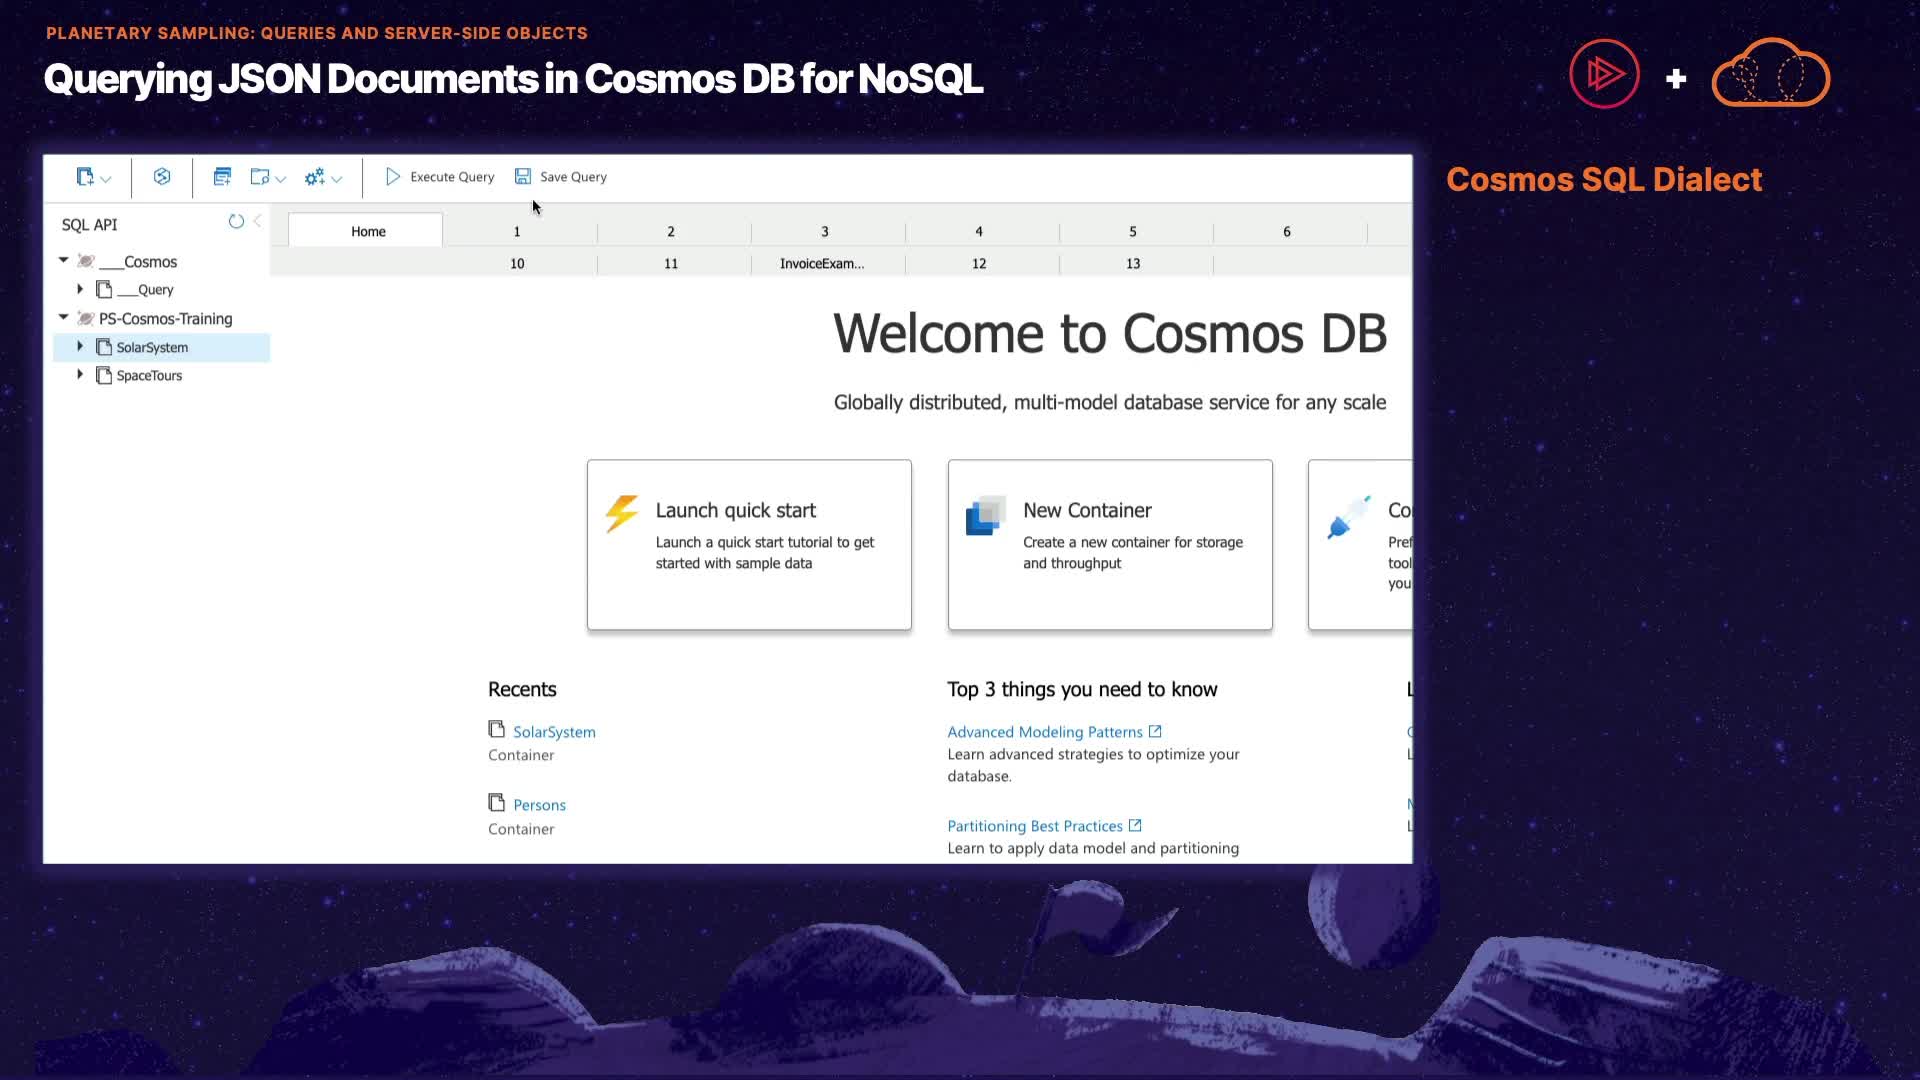 PLANETARY SAMPLING: QUERIES AND SERVER-SIDE OBJECTS
Querying JSON Documents in Cosmos DB for NoSQL
Cosmos SQL Dialect
Execute Query Save Query
SQL API
___Cosmos
___Query
PS-Cosmos-Training
SolarSystem
SpaceTours
Home 1 2 3 4 5 6
10 11 InvoiceExam... 12 13
Welcome to Cosmos DB
Globally distributed, multi-model database service for any scale
Launch quick start
Launch a quick start tutorial to get
started with sample data
New Container
Create a new container for storage
and throughput
Co
Pref
tool
you
Recents
SolarSystem
Container
Persons
Container
Top 3 things you need to know
Advanced Modeling Patterns
Learn advanced strategies to optimize your
database.
Partitioning Best Practices
Learn to apply data model and partitioning